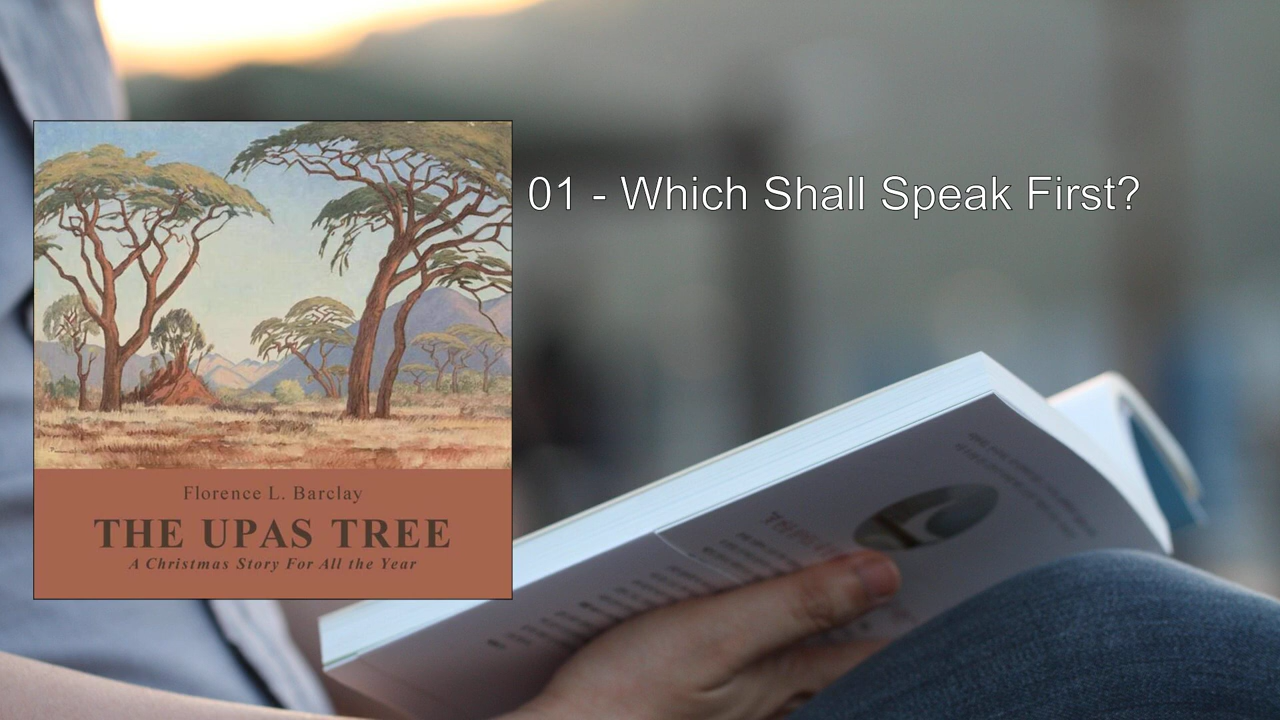 01 - Which Shall Speak First?
Florence L. Barclay
THE UPAS TREE
A Christmas Story For All the Year